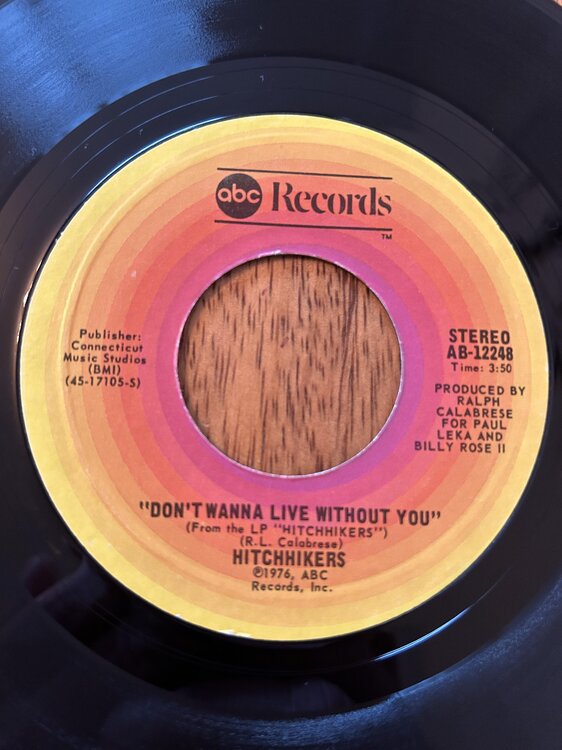 abc Records
™
Publisher:
Connecticut
Music Studios
(BMI)
(45-17105-S)
STEREO
AB-12248
Time: 3:50
PRODUCED BY
RALPH
CALABRESE
FOR PAUL
LEKA AND
BILLY ROSE II
"DON'T WANNA LIVE WITHOUT YOU"
(From the LP "HITCHHIKERS")
(R.L. Calabrese)
HITCHHIKERS
℗1976, ABC
Records, Inc.